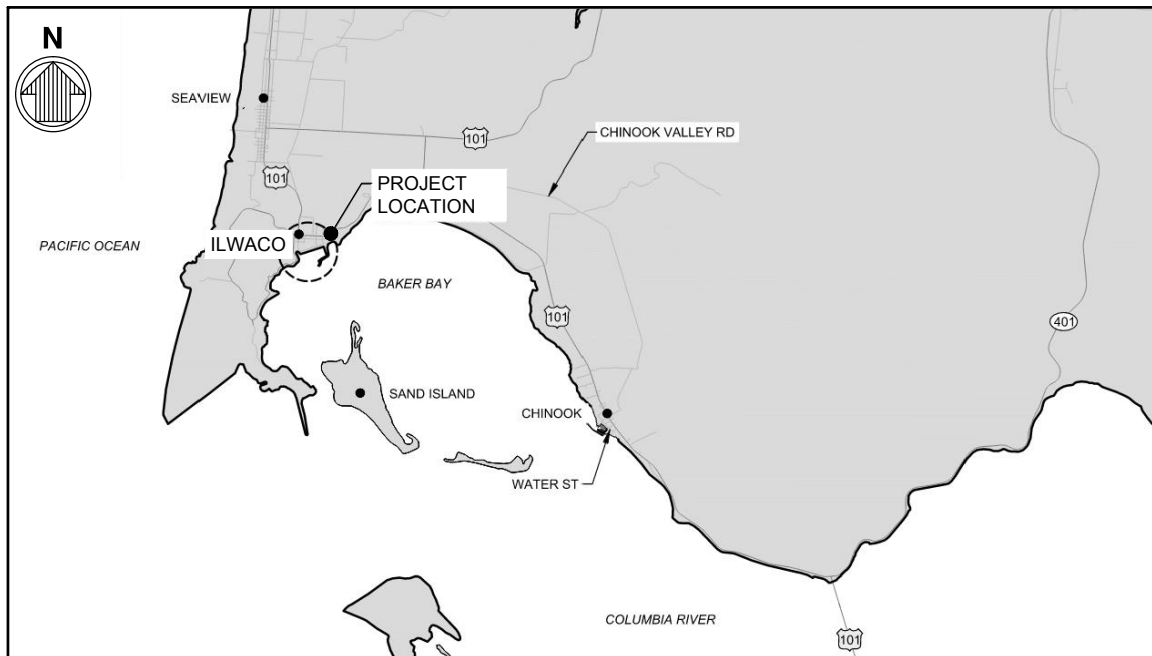 N
SEAVIEW
101
CHINOOK VALLEY RD
101
PROJECT
LOCATION
ILWACO
PACIFIC OCEAN
BAKER BAY
101
401
SAND ISLAND
CHINOOK
WATER ST
COLUMBIA RIVER
101